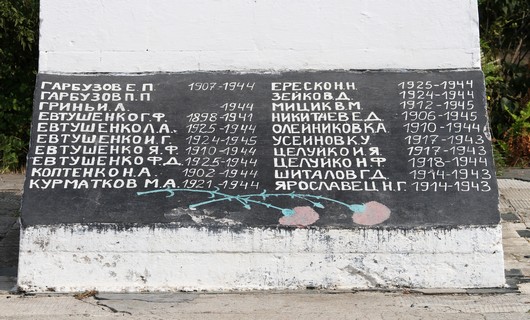 ГАРБУЗОВ Е.П. 1907-1944
ГАРБУЗОВ П.П
ГРИНЬ И.А. 1944
ЕВТУШЕНКО Г.Ф. 1898-1941
ЕВТУШЕНКО Л.А. 1925-1944
ЕВТУШЕНКО Н.Г. 1924-1945
ЕВТУШЕНКО Я.Ф. 1910-1944
ЕВТУШЕНКО Ф.Д. 1925-1944
КОПТЕНКО Н.А. 1902-1944
КУРМАТКОВ М.А. 1921-1944
ЕРЕСКО Н.Н. 1925-1944
ЗЕЙКОВ Д. 1924-1944
МИЦИК В.М 1912-1945
НИКИТАЕВ Е.Д. 1906-1945
ОЛЕЙНИКОВ К.А. 1910-1944
УСЕИНОВ К.У 1917-1943
ЦЕЛУЙКО И.Я 1917-1943
ЦЕЛУЙКО Н.Ф 1918-1944
ШИТАЛОВ Г.Д. 1914-1943
ЯРОСЛАВЕЦ Н.Г. 1914-1943